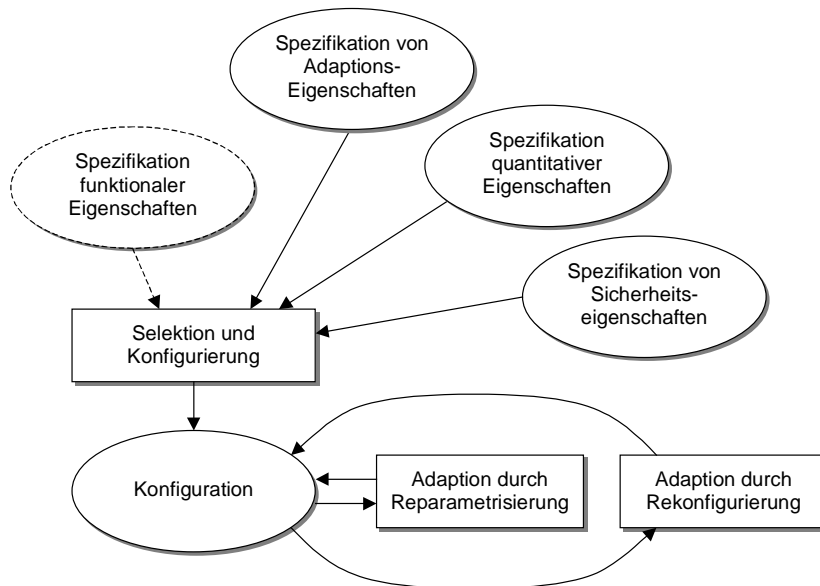 Spezifikation von
Adaptions-
Eigenschaften
Spezifikation
quantitativer
Eigenschaften
Spezifikation
funktionaler
Eigenschaften
Spezifikation von
Sicherheits-
eigenschaften
Selektion und
Konfigurierung
Konfiguration
Adaption durch
Reparametrisierung
Adaption durch
Rekonfigurierung